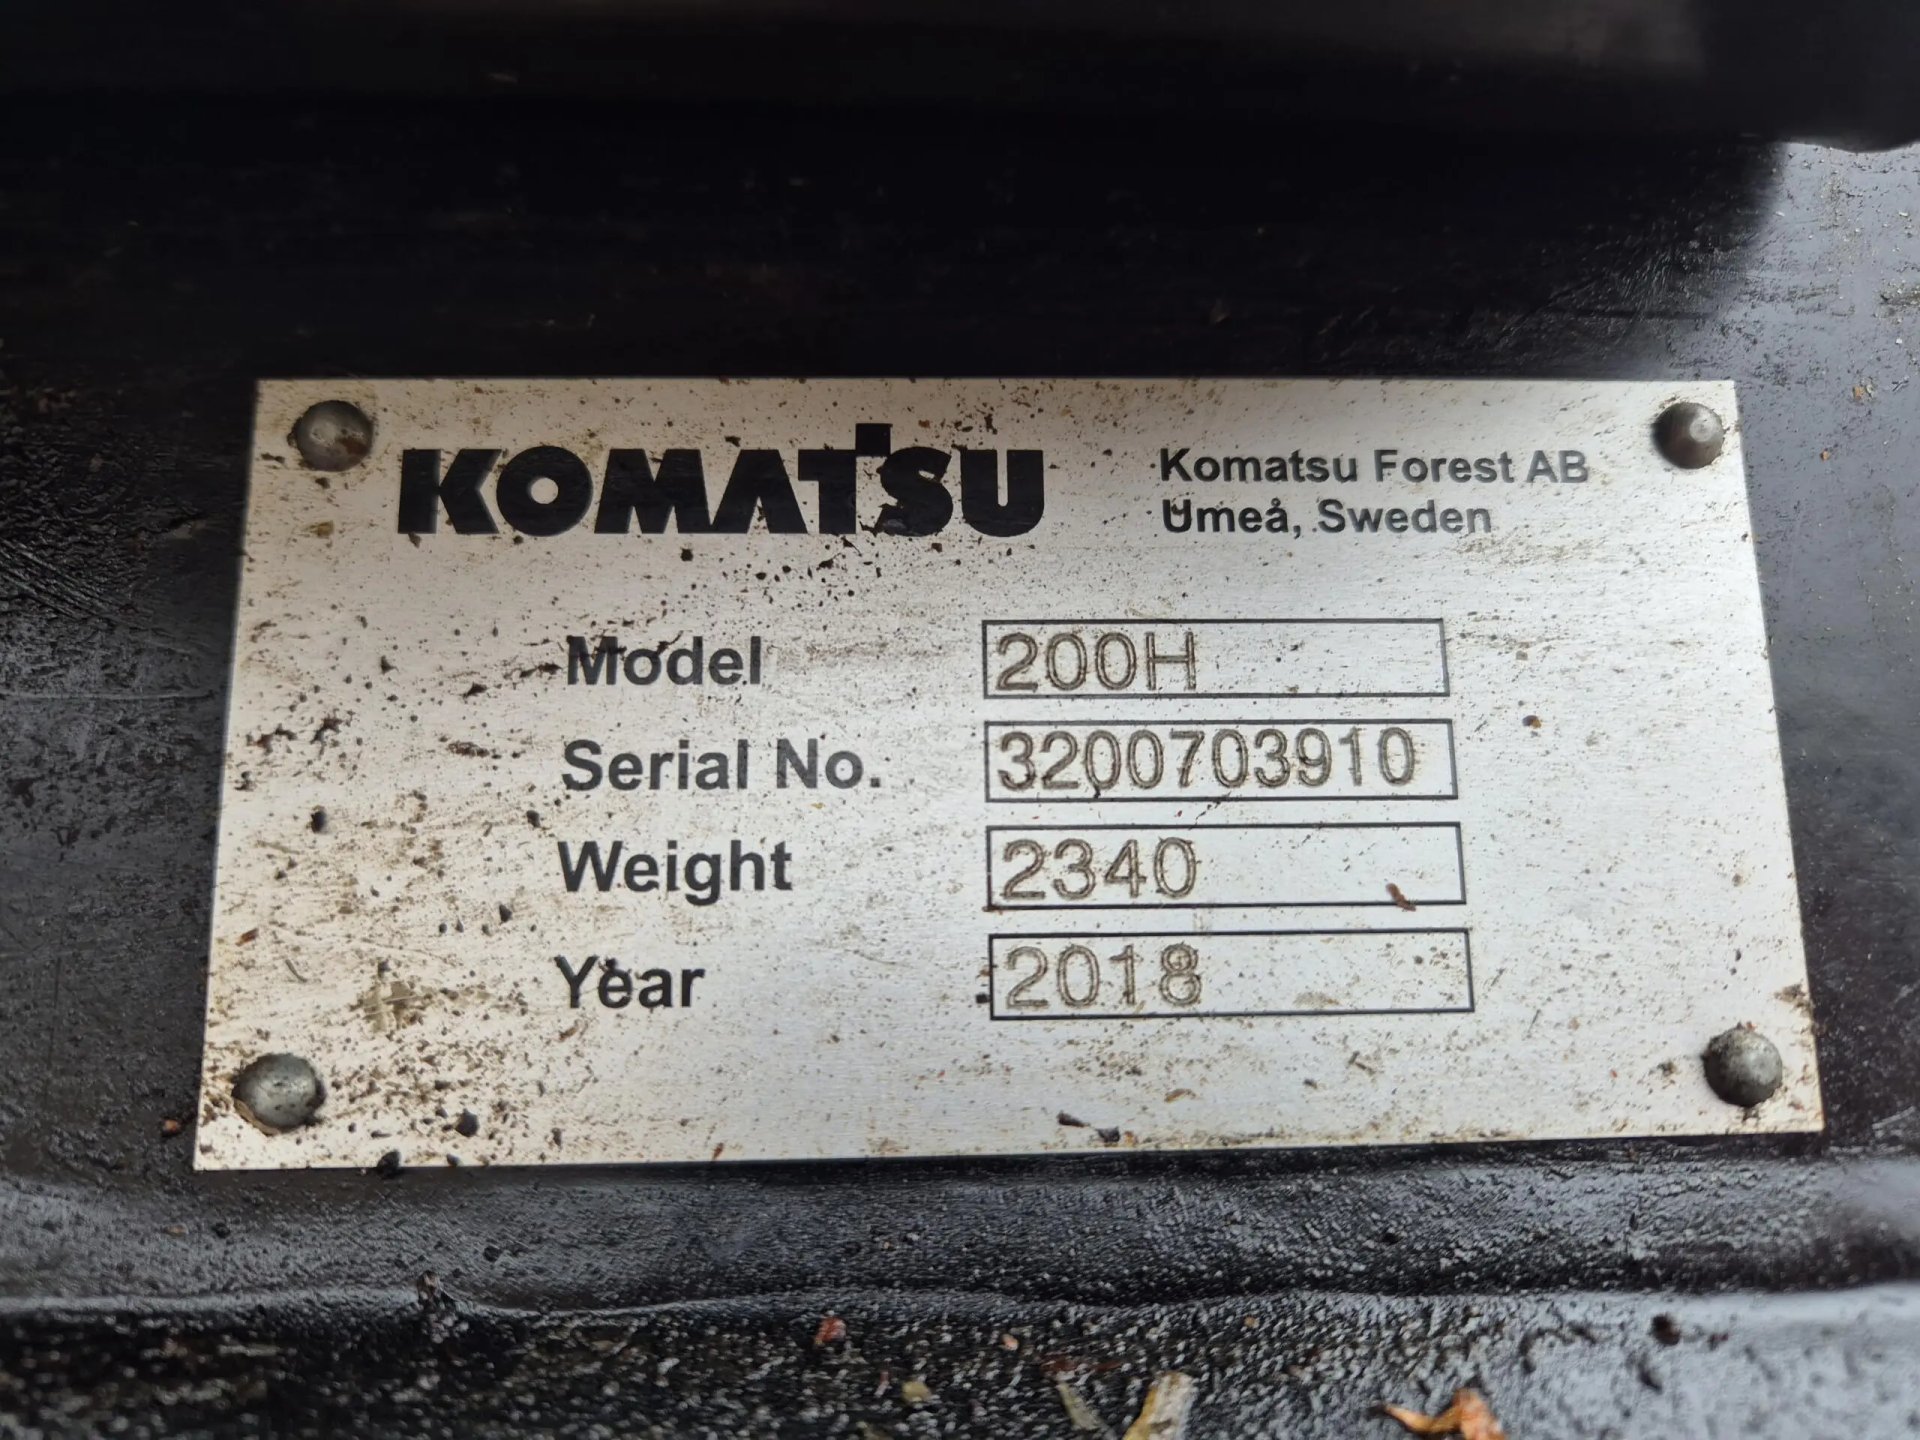 KOMATSU
Komatsu Forest AB
Umeå, Sweden
Model 200H
Serial No. 3200703910
Weight 2340
Year 2018